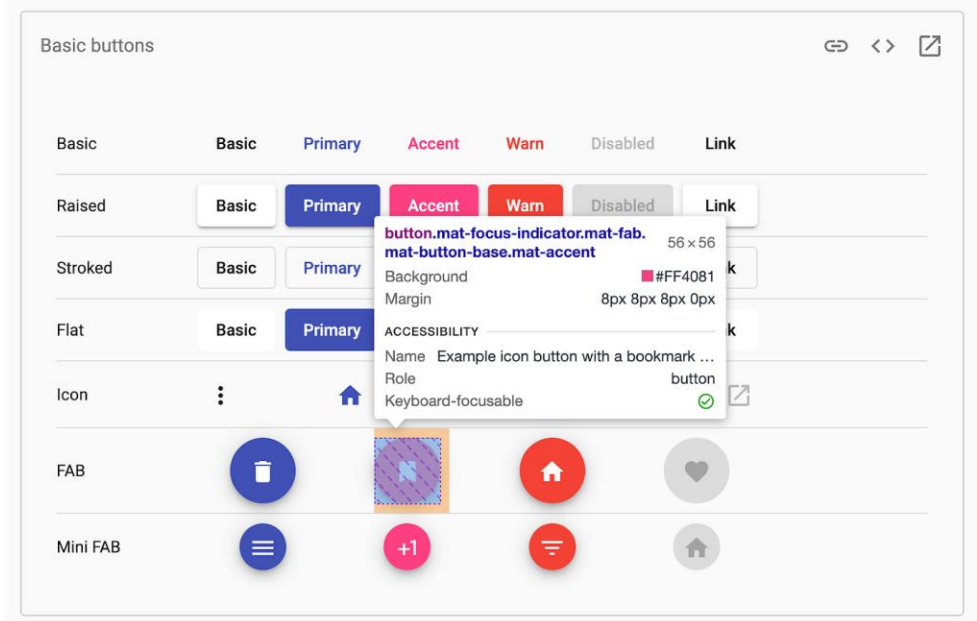 Basic buttons
Basic Basic Primary Accent Warn Disabled Link
Raised Basic Primary Accent Warn Disabled Link
button.mat-focus-indicator.mat-fab.
mat-button-base.mat-accent 56×56
Stroked Basic Primary k
Background #FF4081
Margin 8px 8px 8px 0px
Flat Basic Primary k
ACCESSIBILITY
Name Example icon button with a bookmark ...
Role button
Keyboard-focusable
Icon
FAB
Mini FAB +1